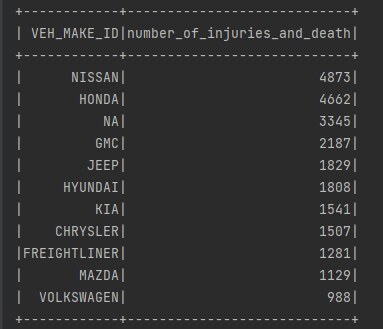 +------------+-----------------------------+
| VEH_MAKE_ID|number_of_injuries_and_death|
+------------+-----------------------------+
|      NISSAN|                        4873|
|       HONDA|                        4662|
|          NA|                        3345|
|         GMC|                        2187|
|        JEEP|                        1829|
|     HYUNDAI|                        1808|
|         KIA|                        1541|
|    CHRYSLER|                        1507|
|FREIGHTLINER|                        1281|
|       MAZDA|                        1129|
|  VOLKSWAGEN|                         988|
+------------+-----------------------------+